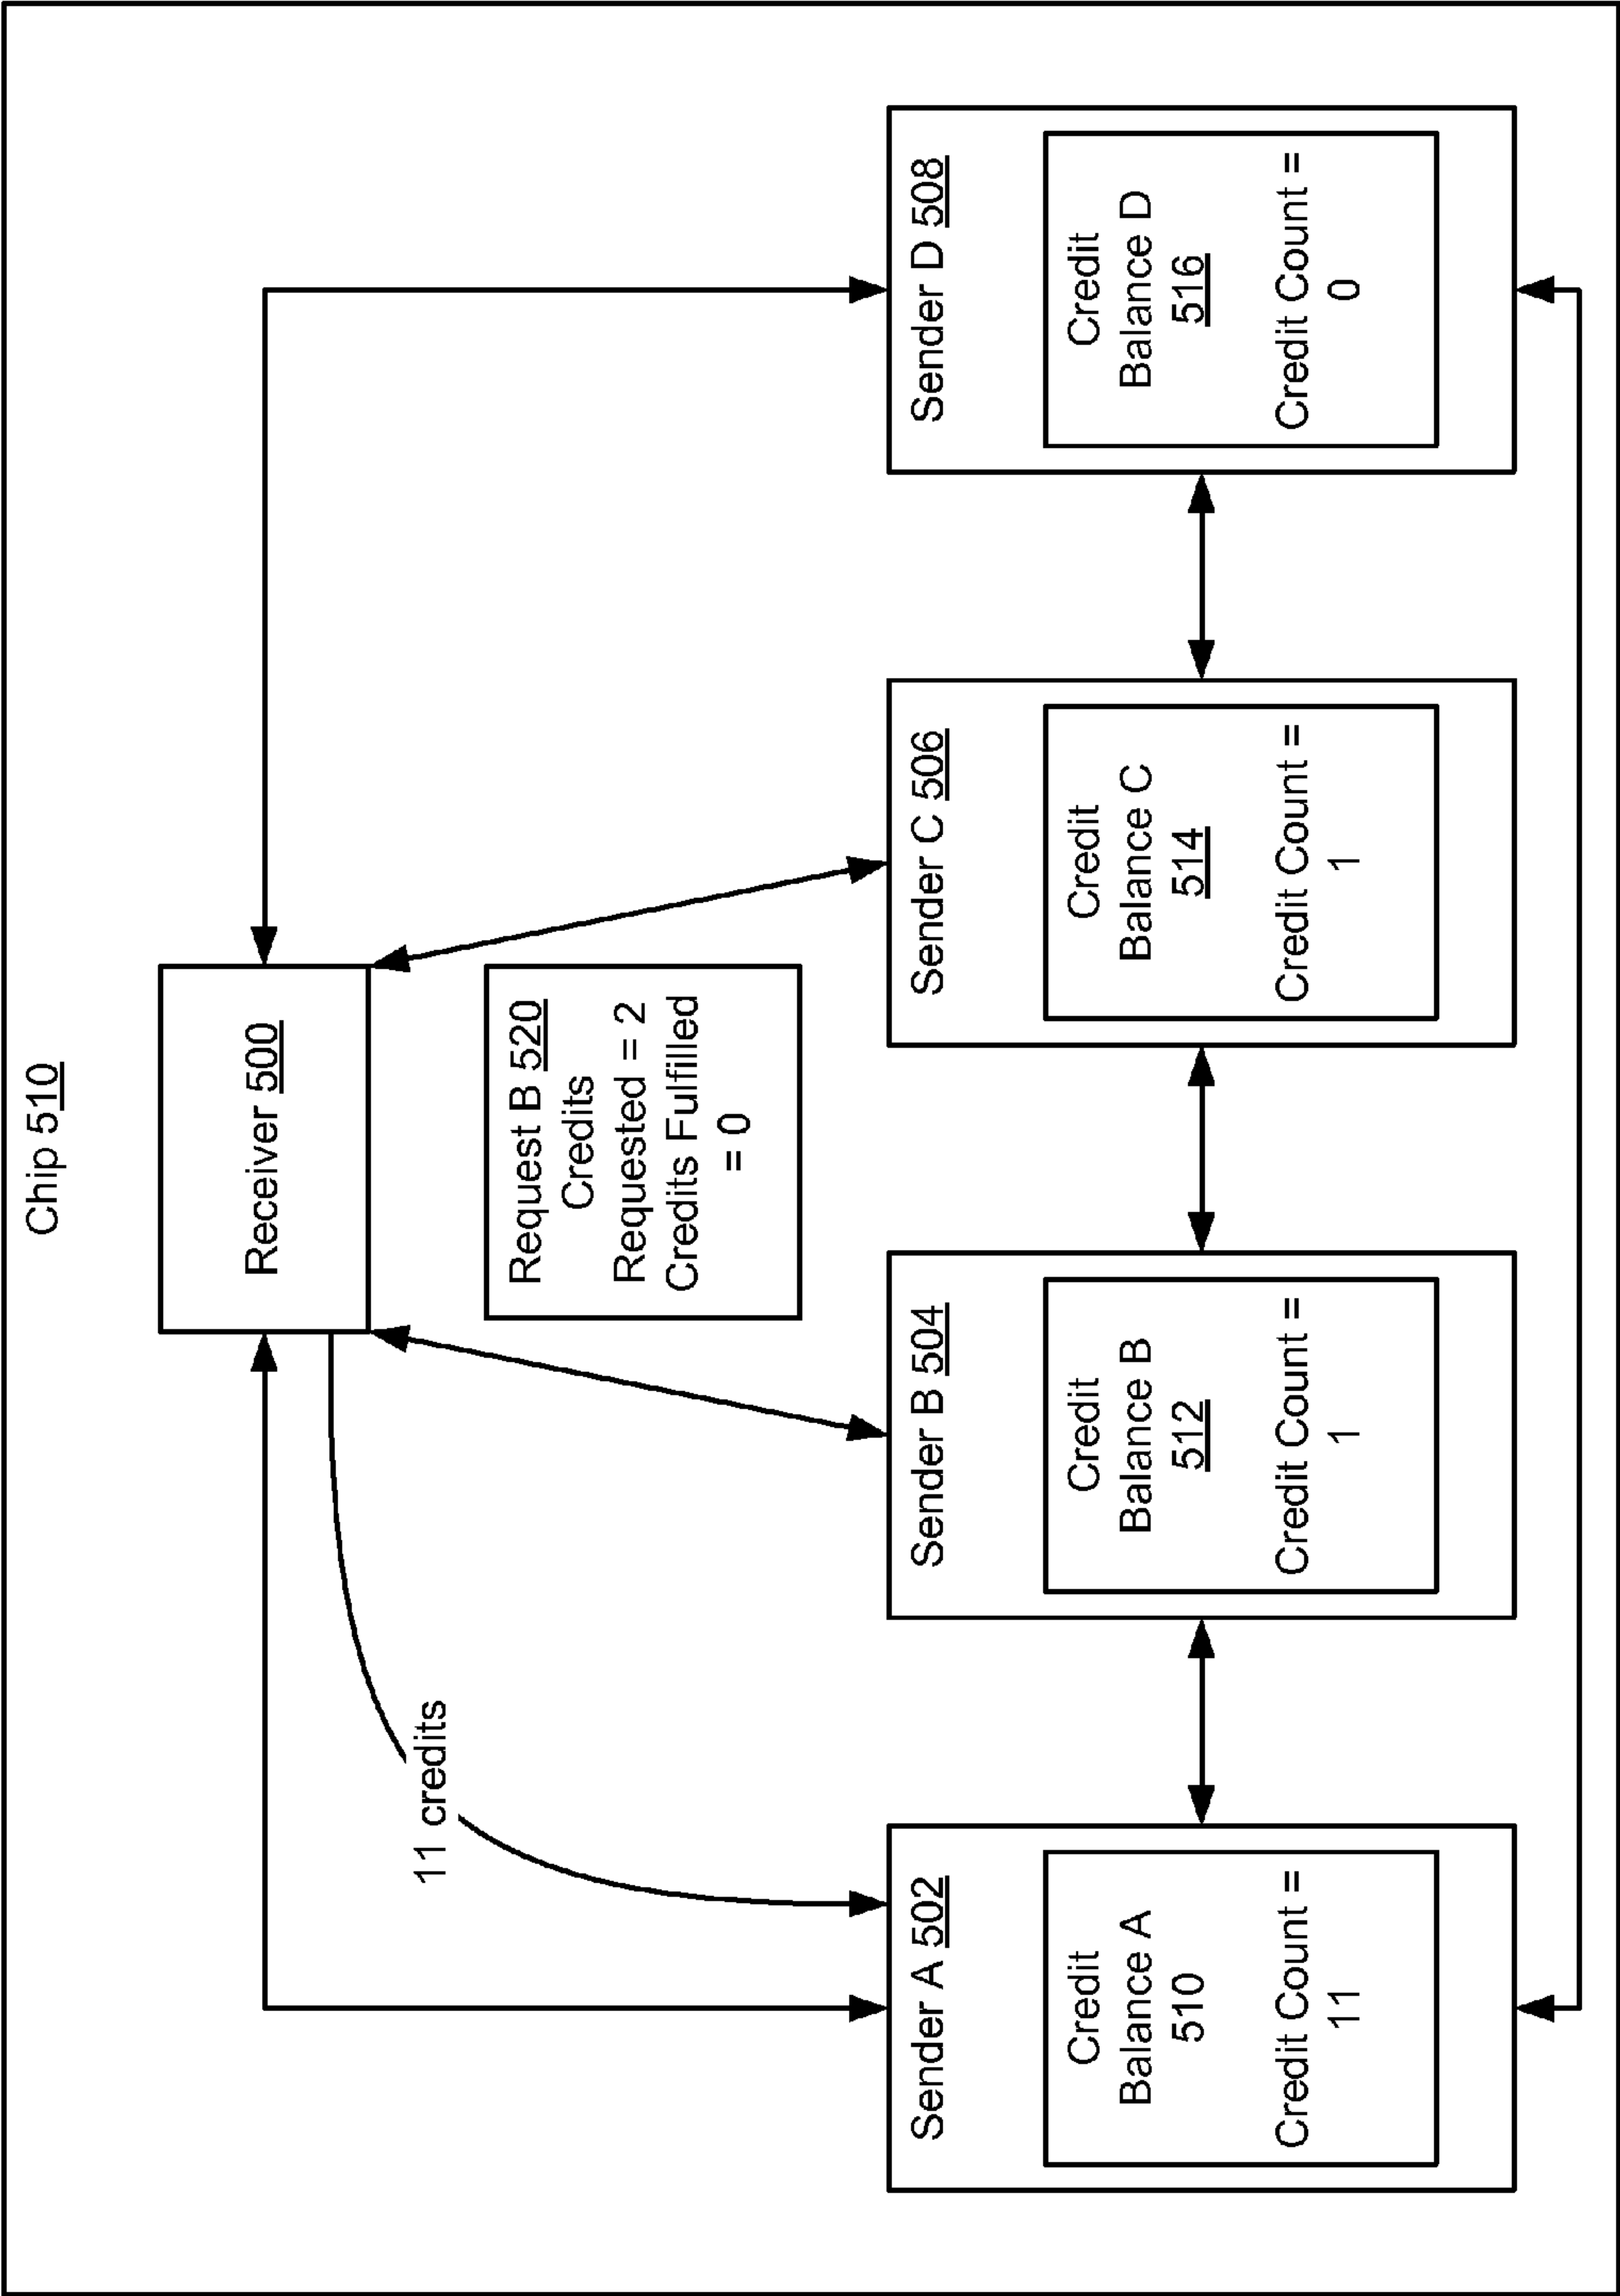 Chip 510
Receiver 500
11 credits
Request B 520
Credits
Requested = 2
Credits Fulfilled
= 0
Sender A 502
Credit
Balance A
510
Credit Count =
11
Sender B 504
Credit
Balance B
512
Credit Count =
1
Sender C 506
Credit
Balance C
514
Credit Count =
1
Sender D 508
Credit
Balance D
516
Credit Count =
0